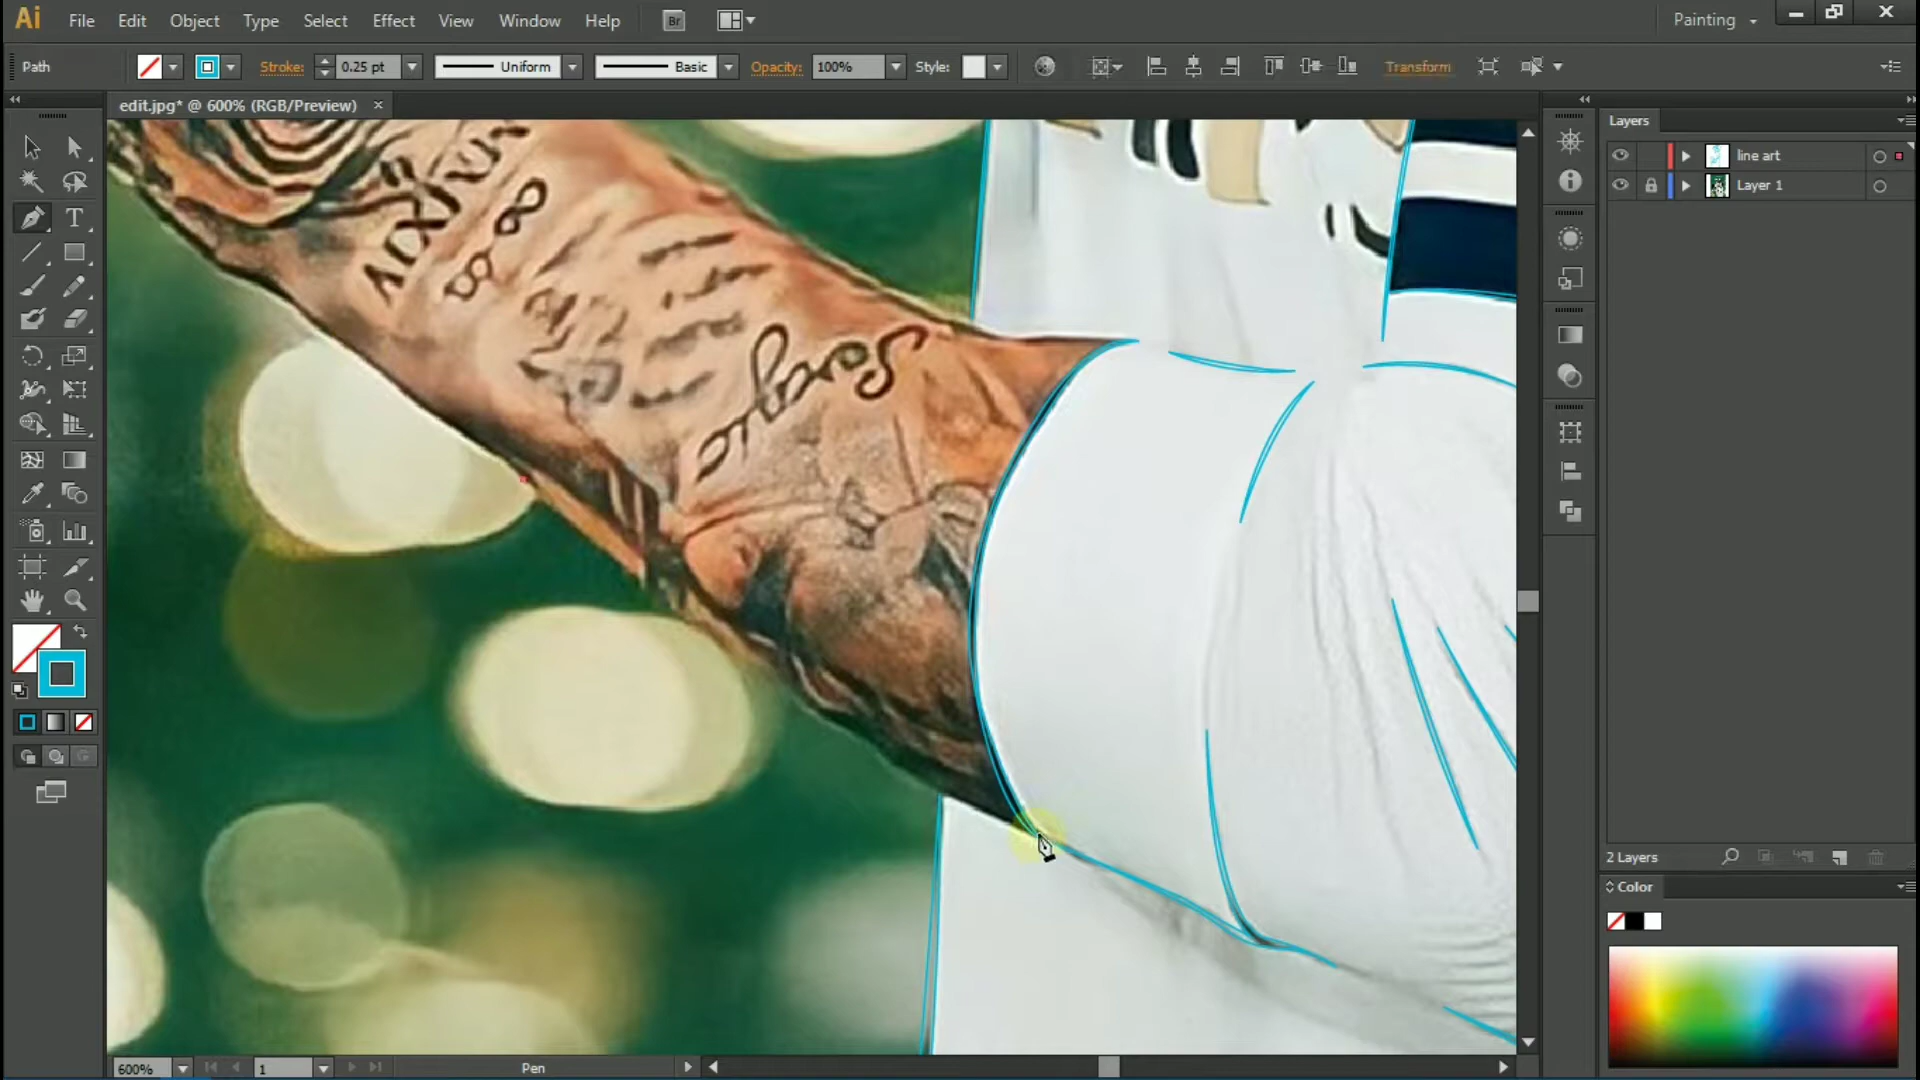 Ai File Edit Object Type Select Effect View Window Help Br Painting
Path Stroke: 0.25 pt Uniform Basic Opacity: 100% Style: Transform
edit.jpg* @ 600% (RGB/Preview)
Layers
line art
Layer 1
2 Layers
Color
600% 1 Pen